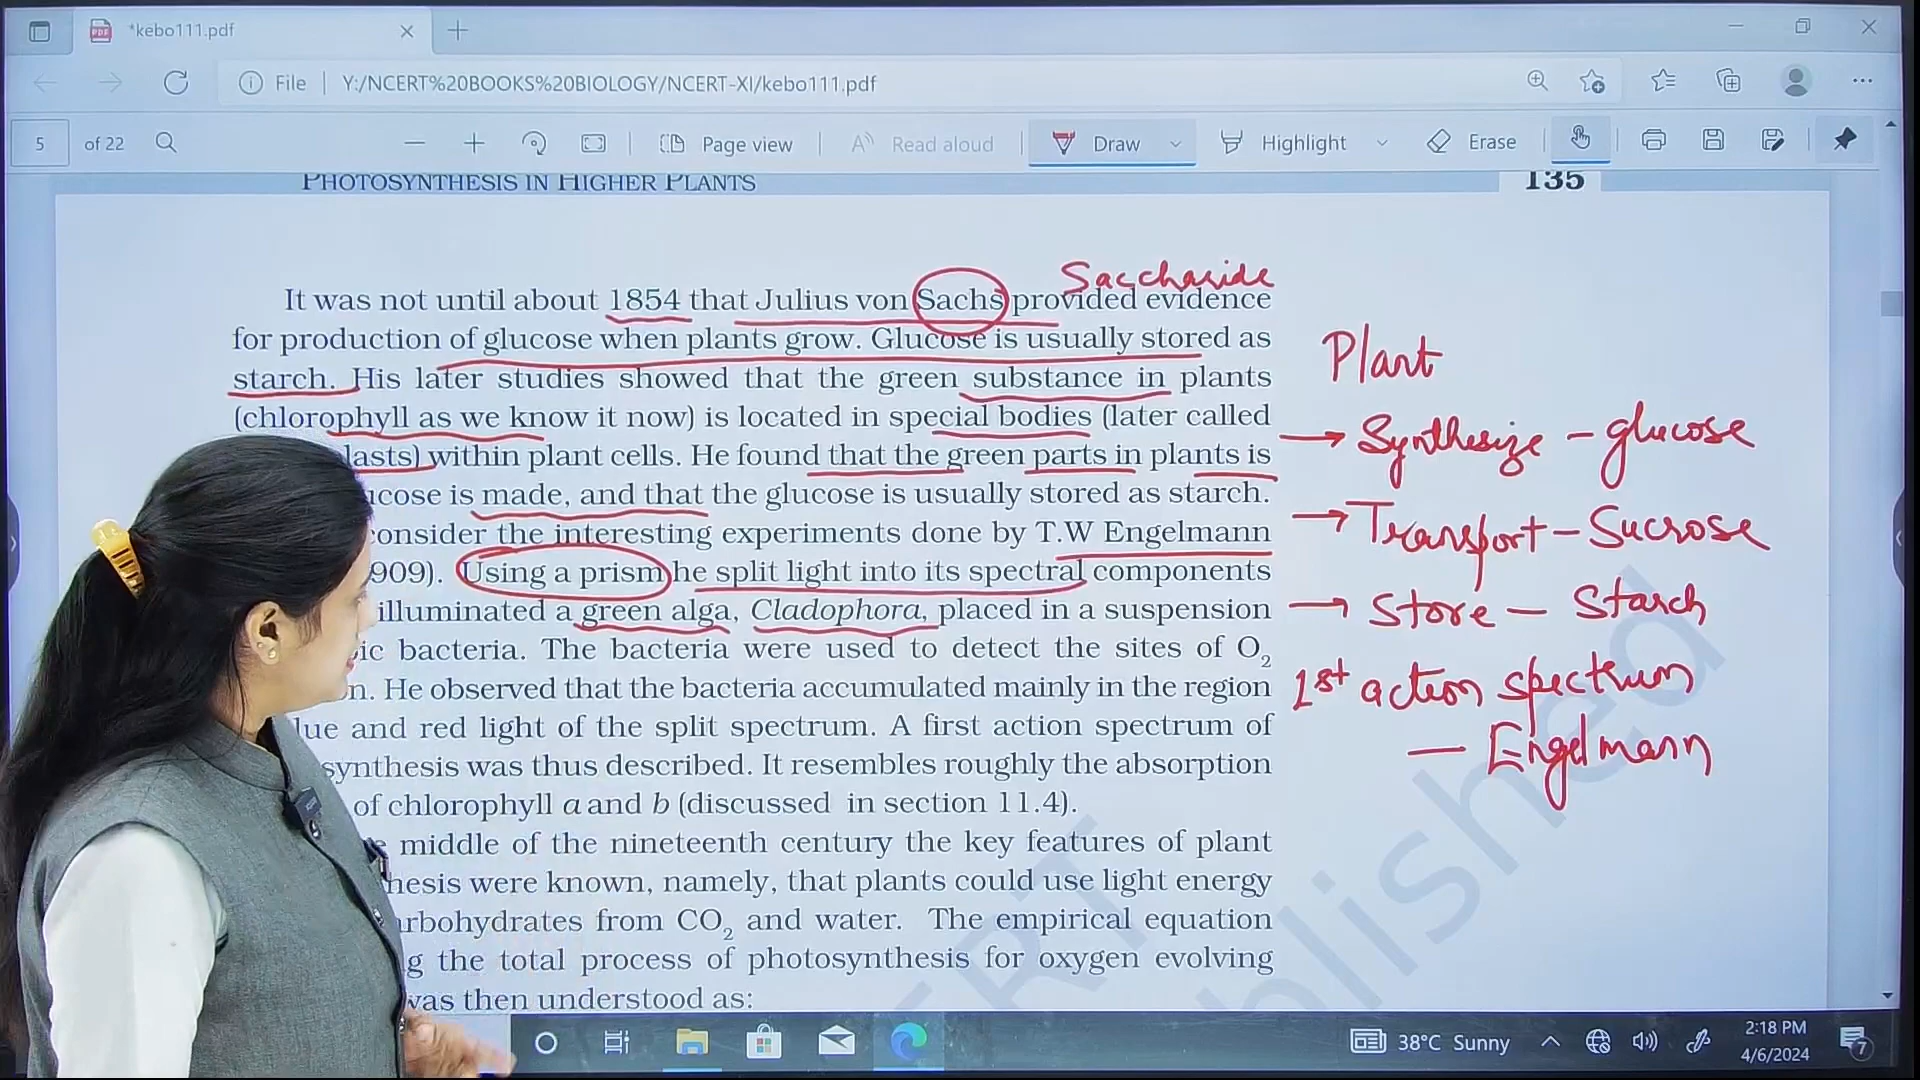 *kebo111.pdf
File Y:/NCERT%20BOOKS%20BIOLOGY/NCERT-XI/kebo111.pdf
5 of 22 Page view Read aloud Draw Highlight Erase
PHOTOSYNTHESIS IN HIGHER PLANTS 135
Saccharide
It was not until about 1854 that Julius von Sachs provided evidence
for production of glucose when plants grow. Glucose is usually stored as
starch. His later studies showed that the green substance in plants
(chlorophyll as we know it now) is located in special bodies (later called
lasts) within plant cells. He found that the green parts in plants is
ucose is made, and that the glucose is usually stored as starch.
consider the interesting experiments done by T.W Engelmann
909). Using a prism he split light into its spectral components
illuminated a green alga, Cladophora, placed in a suspension
ic bacteria. The bacteria were used to detect the sites of O₂
n. He observed that the bacteria accumulated mainly in the region
lue and red light of the split spectrum. A first action spectrum of
synthesis was thus described. It resembles roughly the absorption
of chlorophyll a and b (discussed in section 11.4).
middle of the nineteenth century the key features of plant
hesis were known, namely, that plants could use light energy
arbohydrates from CO₂ and water. The empirical equation
g the total process of photosynthesis for oxygen evolving
was then understood as:
Plant
→ Synthesize - glucose
→ Transport - Sucrose
→ Store - Starch
1st action spectrum
— Engelmann
NCERT
38°C Sunny
2:18 PM
4/6/2024
7